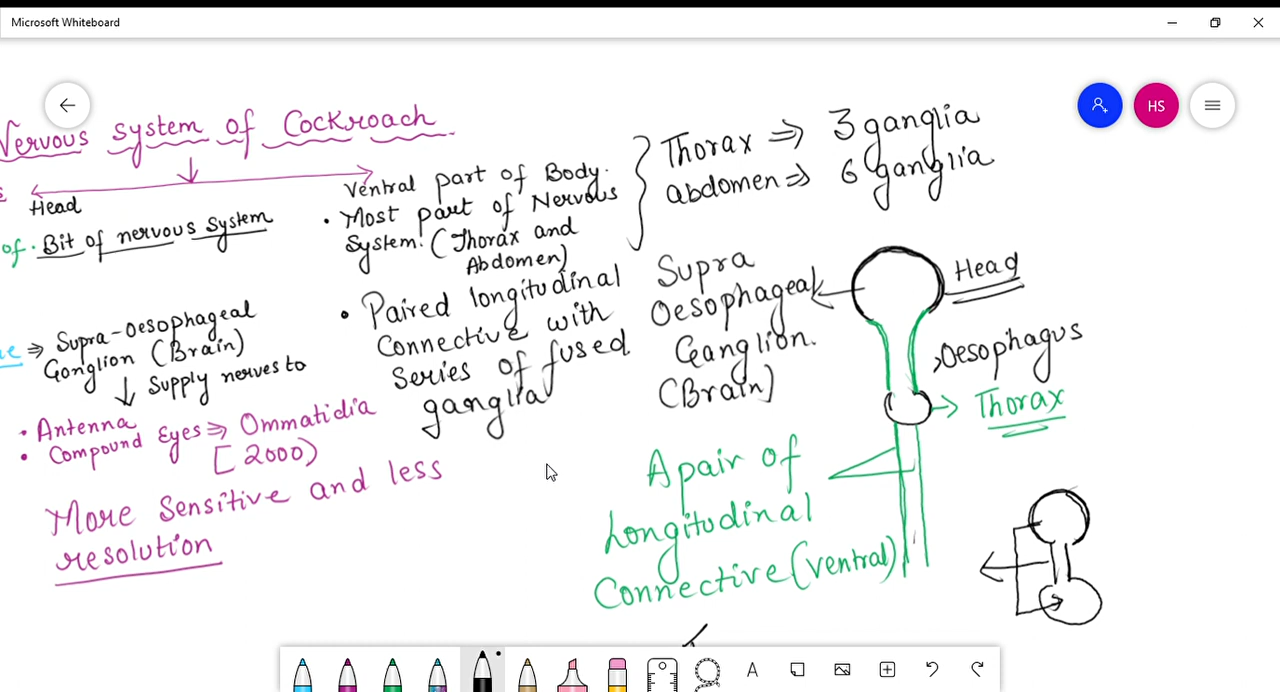 Microsoft Whiteboard
HS
Nervous system of Cockroach
Head
of. Bit of nervous system
⇒ Supra-Oesophageal
Ganglion (Brain)
↓ Supply nerves to
• Antenna
• Compound Eyes ⇒ Ommatidia
[2000)
More Sensitive and less
resolution
Ventral part of Body.
• Most part of Nervous
System. (Thorax and
Abdomen)
• Paired longitudinal
Connective with
Series of fused
ganglia
Thorax ⇒ 3 ganglia
abdomen ⇒ 6 ganglia
Supra
Oesophageal
Ganglion.
(Brain)
Head
Oesophagus
Thorax
A pair of
Longitudinal
Connective (ventral)
A